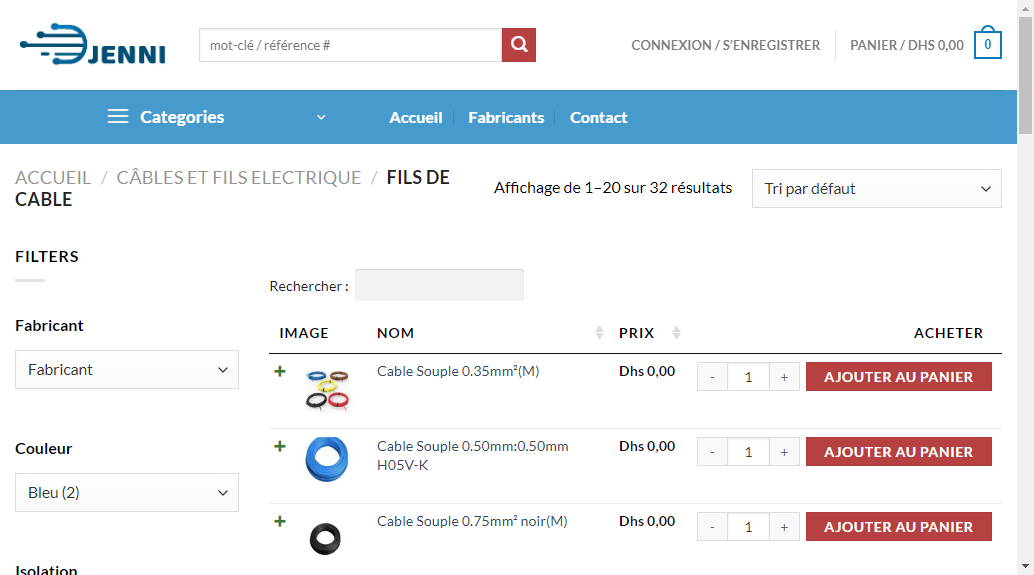 JENNI
mot-clé / référence #
CONNEXION / S'ENREGISTRER
PANIER / DHS 0,00
0
Categories
Accueil
Fabricants
Contact
ACCUEIL / CÂBLES ET FILS ELECTRIQUE / FILS DE
CABLE
Affichage de 1–20 sur 32 résultats
Tri par défaut
FILTERS
Fabricant
Fabricant
Couleur
Bleu (2)
Isolation
Rechercher :
IMAGE NOM PRIX ACHETER
+ Cable Souple 0.35mm²(M) Dhs 0,00 - 1 + AJOUTER AU PANIER
+ Cable Souple 0.50mm:0.50mm Dhs 0,00 - 1 + AJOUTER AU PANIER
H05V-K
+ Cable Souple 0.75mm² noir(M) Dhs 0,00 - 1 + AJOUTER AU PANIER